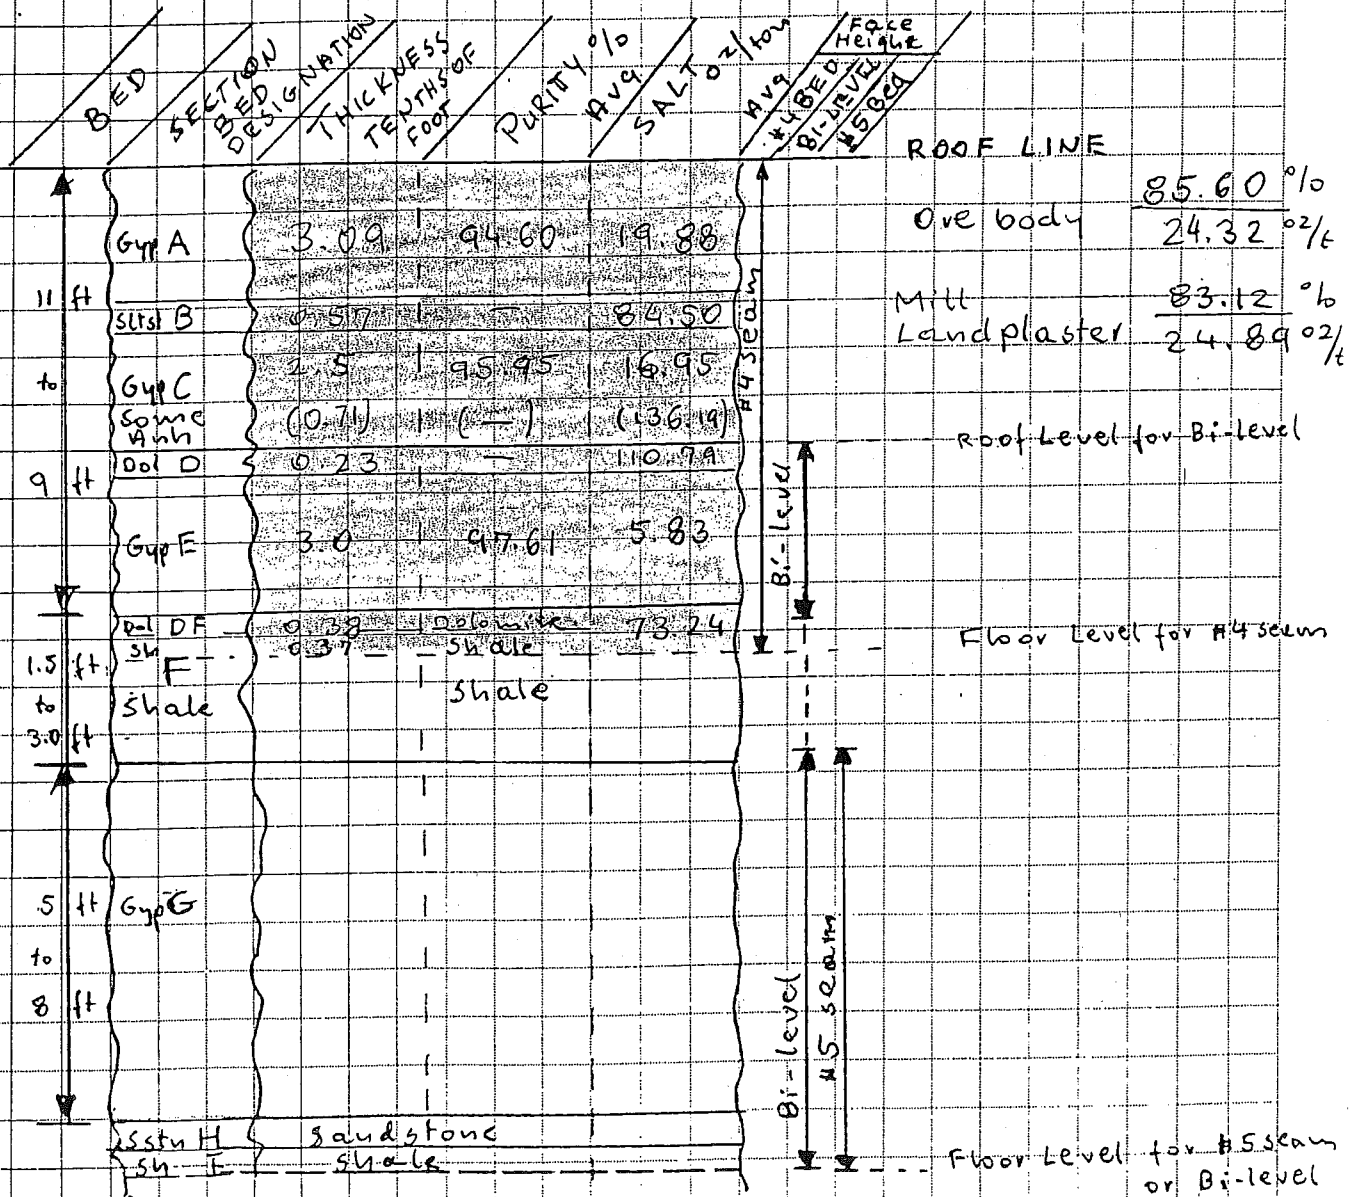 BED
SECTION BED DESIGNATION
THICKNESS TENTHS OF FOOT
PURITY %
Avg
SALT oz/ton
Avg
Face Height
#4 BED
BI-LEVEL
#5 Bed
ROOF LINE
Ore body 85.60 %
24.32 oz/t
Mill Landplaster 83.12 %
24.89 oz/t
11 ft
to
9 ft
Gyp A 3.09 94.60 19.88
Sltst B 0.57 — 84.50
Gyp C 2.5 95.95 16.95
Some Anh (0.71) (—) (136.19)
Dol D 0.23 — 110.79
Gyp E 3.0 97.61 5.83
#4 seam
Roof Level for Bi-Level
Bi-level
Dol DF 0.38 Dolomite 73.24
Sh 0.37 Shale
Floor Level for #4 seam
1.5 ft
to
3.0 ft
F
Shale
Shale
5 ft
to
8 ft
Gyp G
Bi-level
#5 seam
Sstn H Sandstone
Sh I Shale
Floor Level for #5 seam
or Bi-level